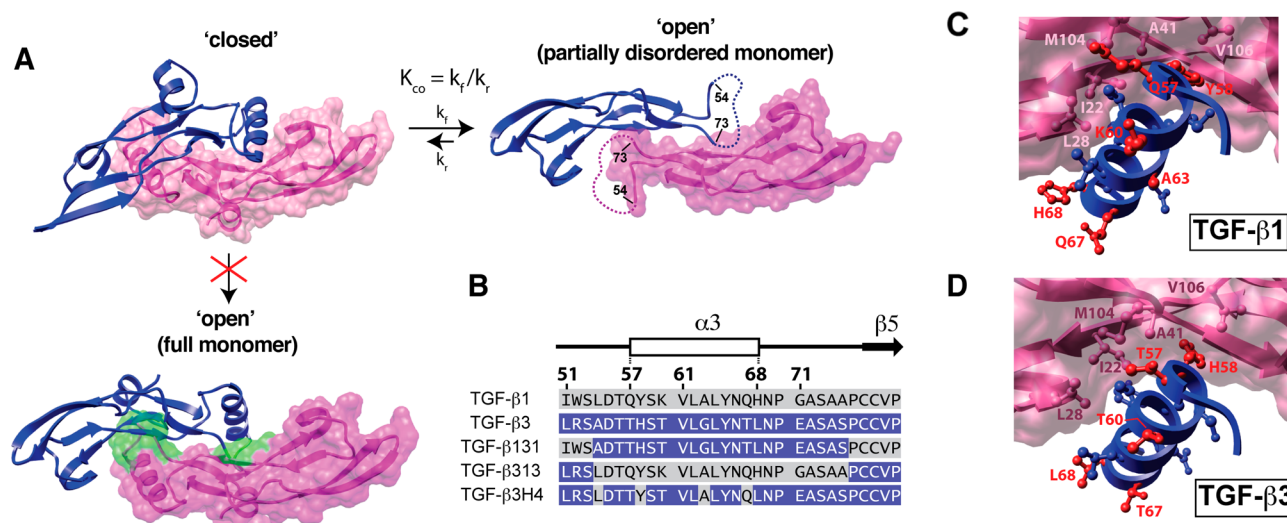 A
'closed'
K_co = k_f/k_r
k_f
k_r
'open'
(partially disordered monomer)
54
73
73
54
'open'
(full monomer)
B
α3
β5
51 57 61 68 71
TGF-β1 IWSLDTQYSK VLALYNQHNP GASAAPCCVP
TGF-β3 LRSADTTHST VLGLYNTLNP EASASPCCVP
TGF-β131 IWSADTTHST VLGLYNTLNP EASASPCCVP
TGF-β313 LRSLDTQYSK VLALYNQHNP GASAAPCCVP
TGF-β3H4 LRSLDTTYST VLALYNQLNP EASASPCCVP
C
A41
M104
V106
Q57
Y58
I22
K60
L28
A63
H68
Q67
TGF-β1
D
V106
M104
A41
T57
H58
I22
L28
T60
L68
T67
TGF-β3